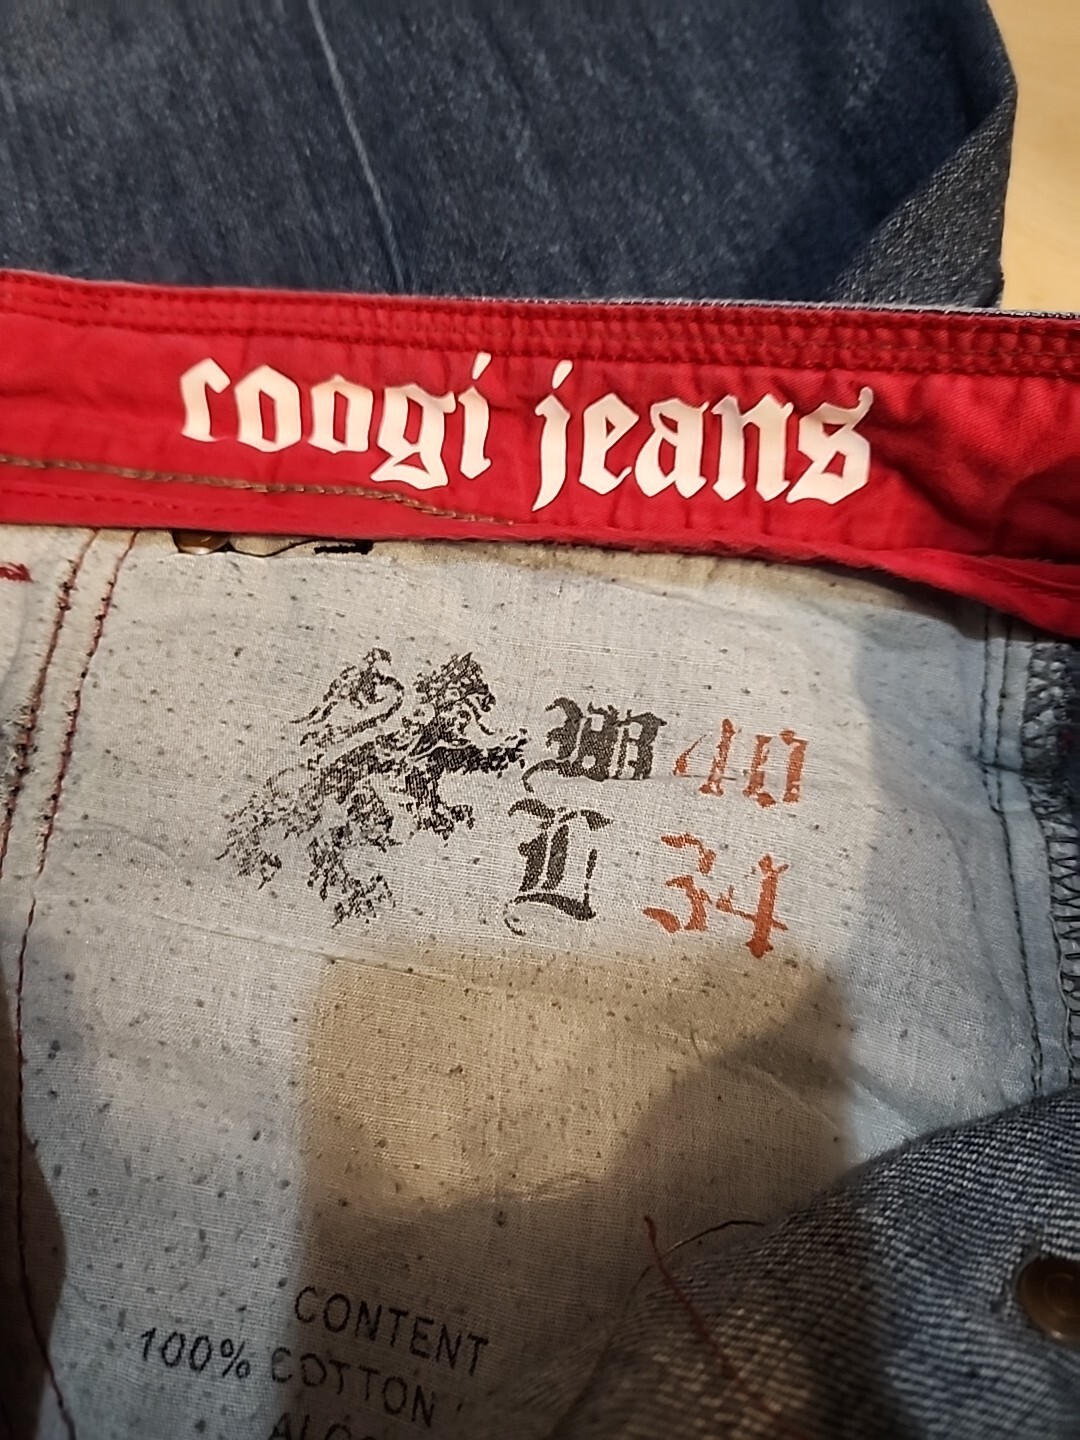 coogi jeans
W 40
L 34
CONTENT
100% COTTON